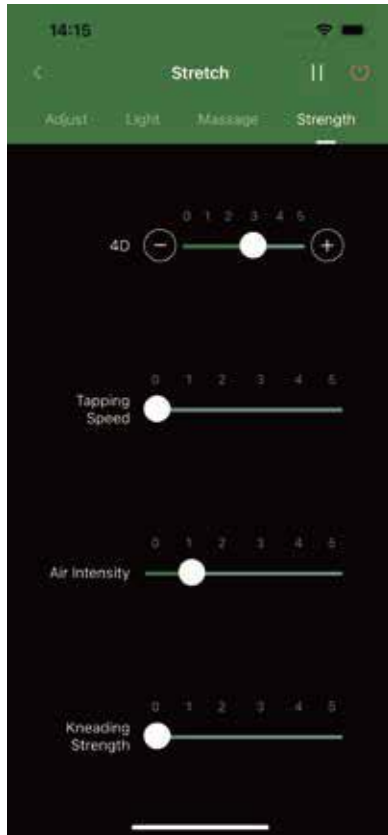 14:15
Stretch
Adjust Light Massage Strength
0 1 2 3 4 5
4D
0 1 2 3 4 5
Tapping
Speed
0 1 2 3 4 5
Air Intensity
0 1 2 3 4 5
Kneading
Strength